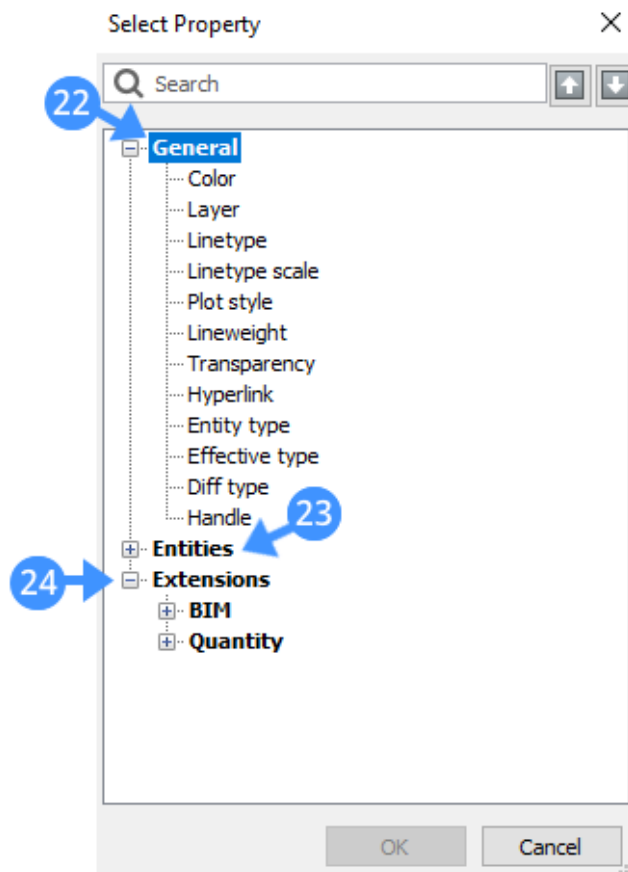 Select Property
Search
22
General
Color
Layer
Linetype
Linetype scale
Plot style
Lineweight
Transparency
Hyperlink
Entity type
Effective type
Diff type
Handle
23
Entities
24
Extensions
BIM
Quantity
OK
Cancel